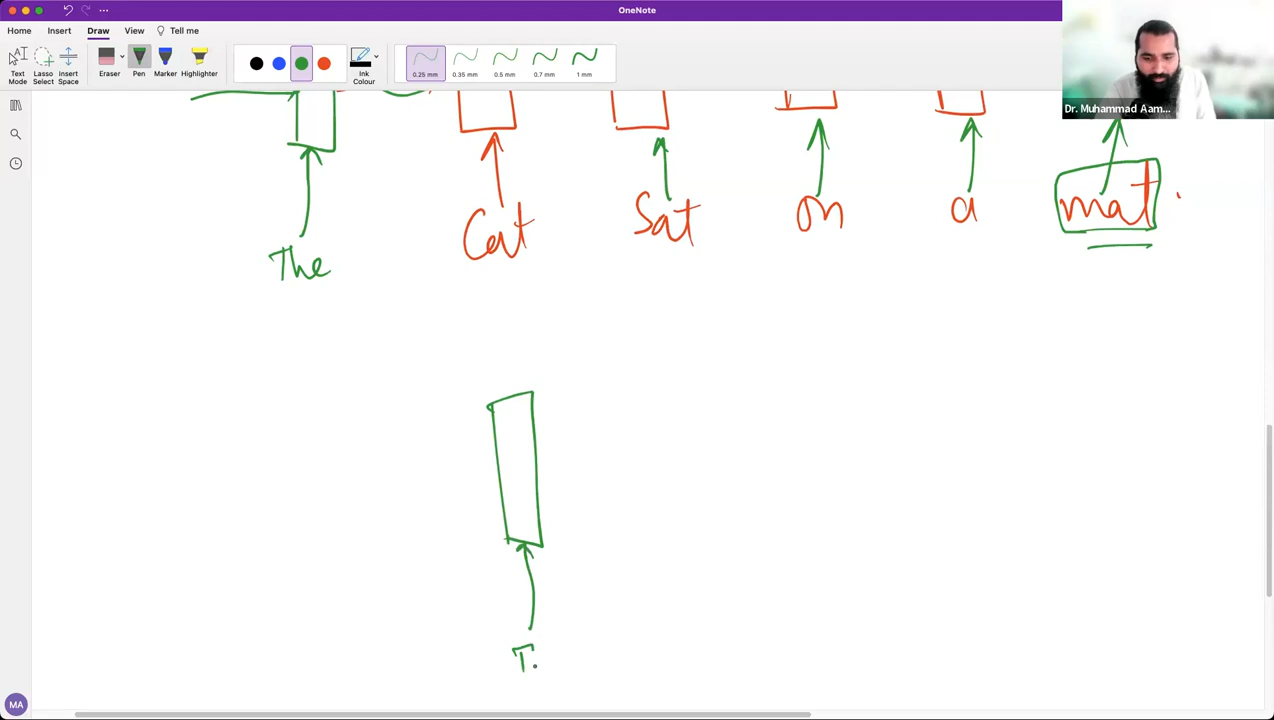 OneNote
Home Insert Draw View Tell me
Text Mode Lasso Select Insert Space Eraser Pen Marker Highlighter Ink Colour 0.25 mm 0.35 mm 0.5 mm 0.7 mm 1 mm
Dr. Muhammad Aam...
The Cat Sat on a mat.
T
MA